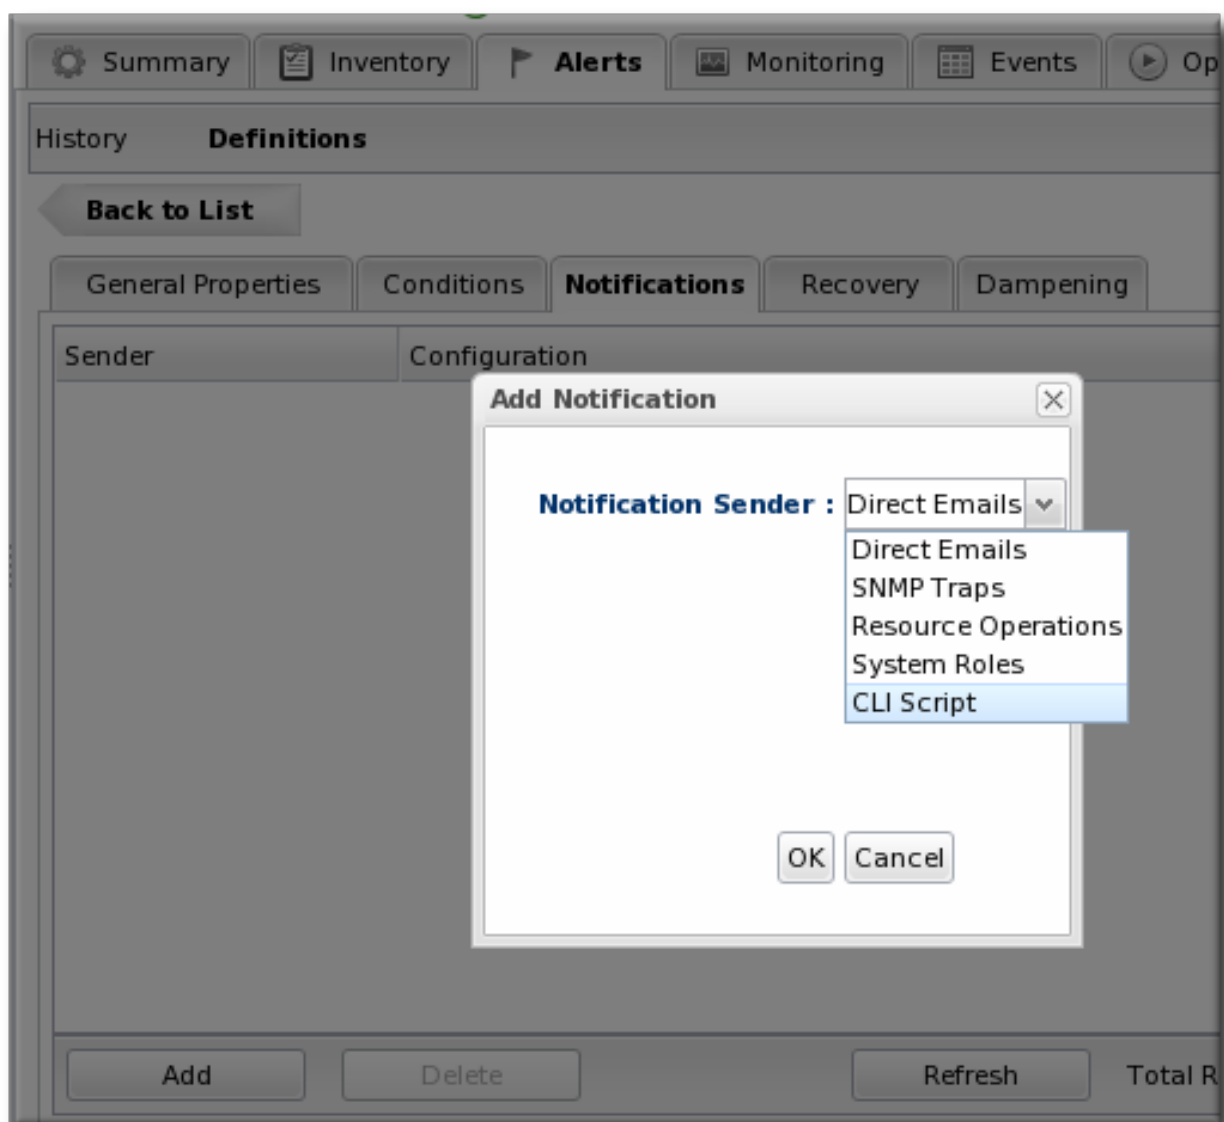 Summary Inventory Alerts Monitoring Events Op
History Definitions
Back to List
General Properties Conditions Notifications Recovery Dampening
Sender Configuration
Add Notification
Notification Sender : Direct Emails
Direct Emails
SNMP Traps
Resource Operations
System Roles
CLI Script
OK Cancel
Add Delete Refresh Total R